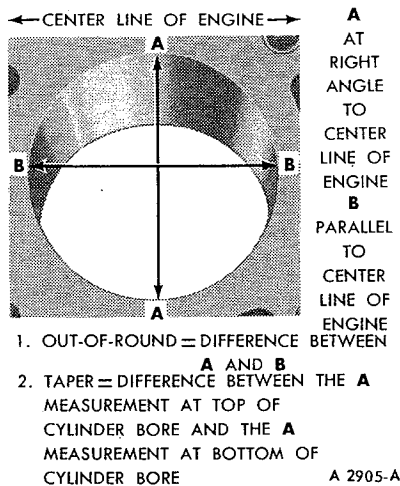 CENTER LINE OF ENGINE
A
B
B
A
A
AT
RIGHT
ANGLE
TO
CENTER
LINE OF
ENGINE
B
PARALLEL
TO
CENTER
LINE OF
ENGINE
1. OUT-OF-ROUND = DIFFERENCE BETWEEN
A AND B
2. TAPER = DIFFERENCE BETWEEN THE A
MEASUREMENT AT TOP OF
CYLINDER BORE AND THE A
MEASUREMENT AT BOTTOM OF
CYLINDER BORE
A 2905-A